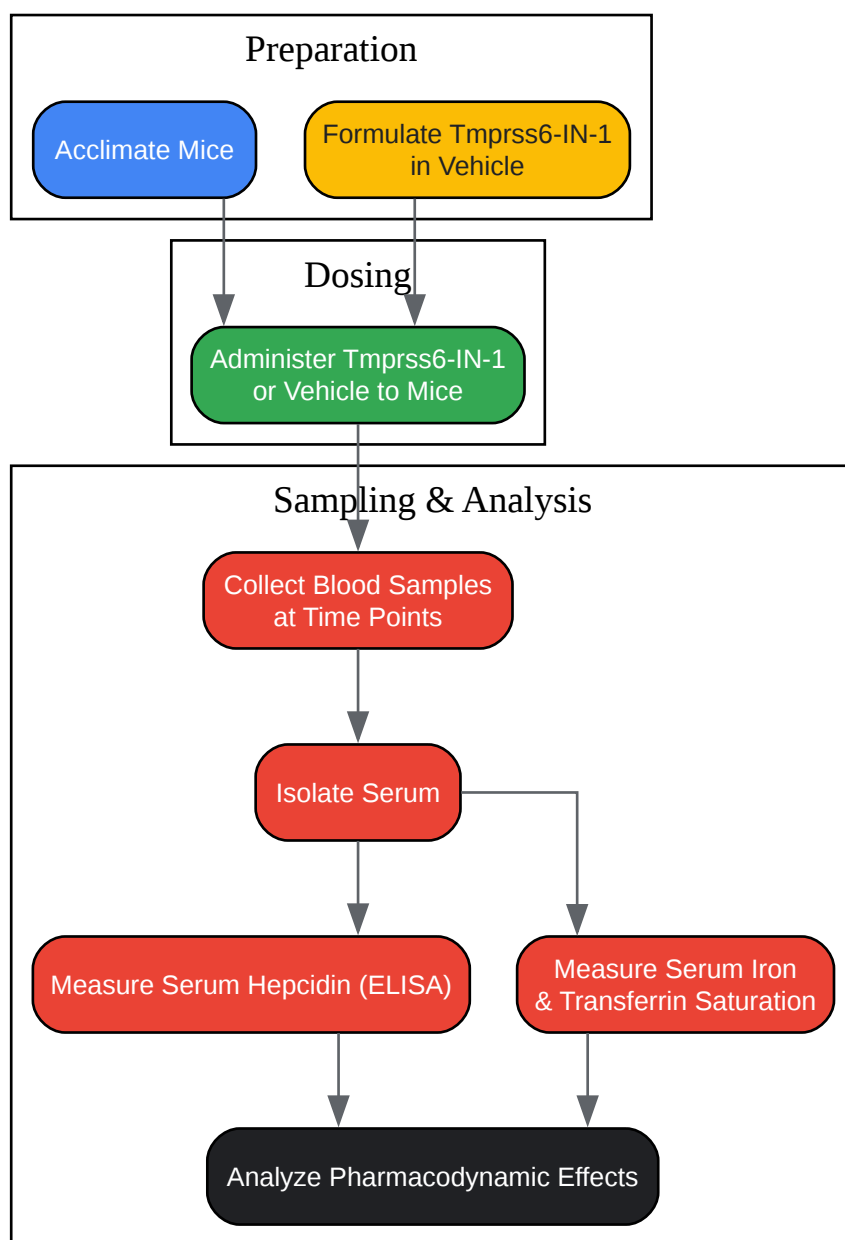 Preparation
Acclimate Mice
Formulate Tmprss6-IN-1
in Vehicle
Dosing
Administer Tmprss6-IN-1
or Vehicle to Mice
Sampling & Analysis
Collect Blood Samples
at Time Points
Isolate Serum
Measure Serum Hepcidin (ELISA)
Measure Serum Iron
& Transferrin Saturation
Analyze Pharmacodynamic Effects